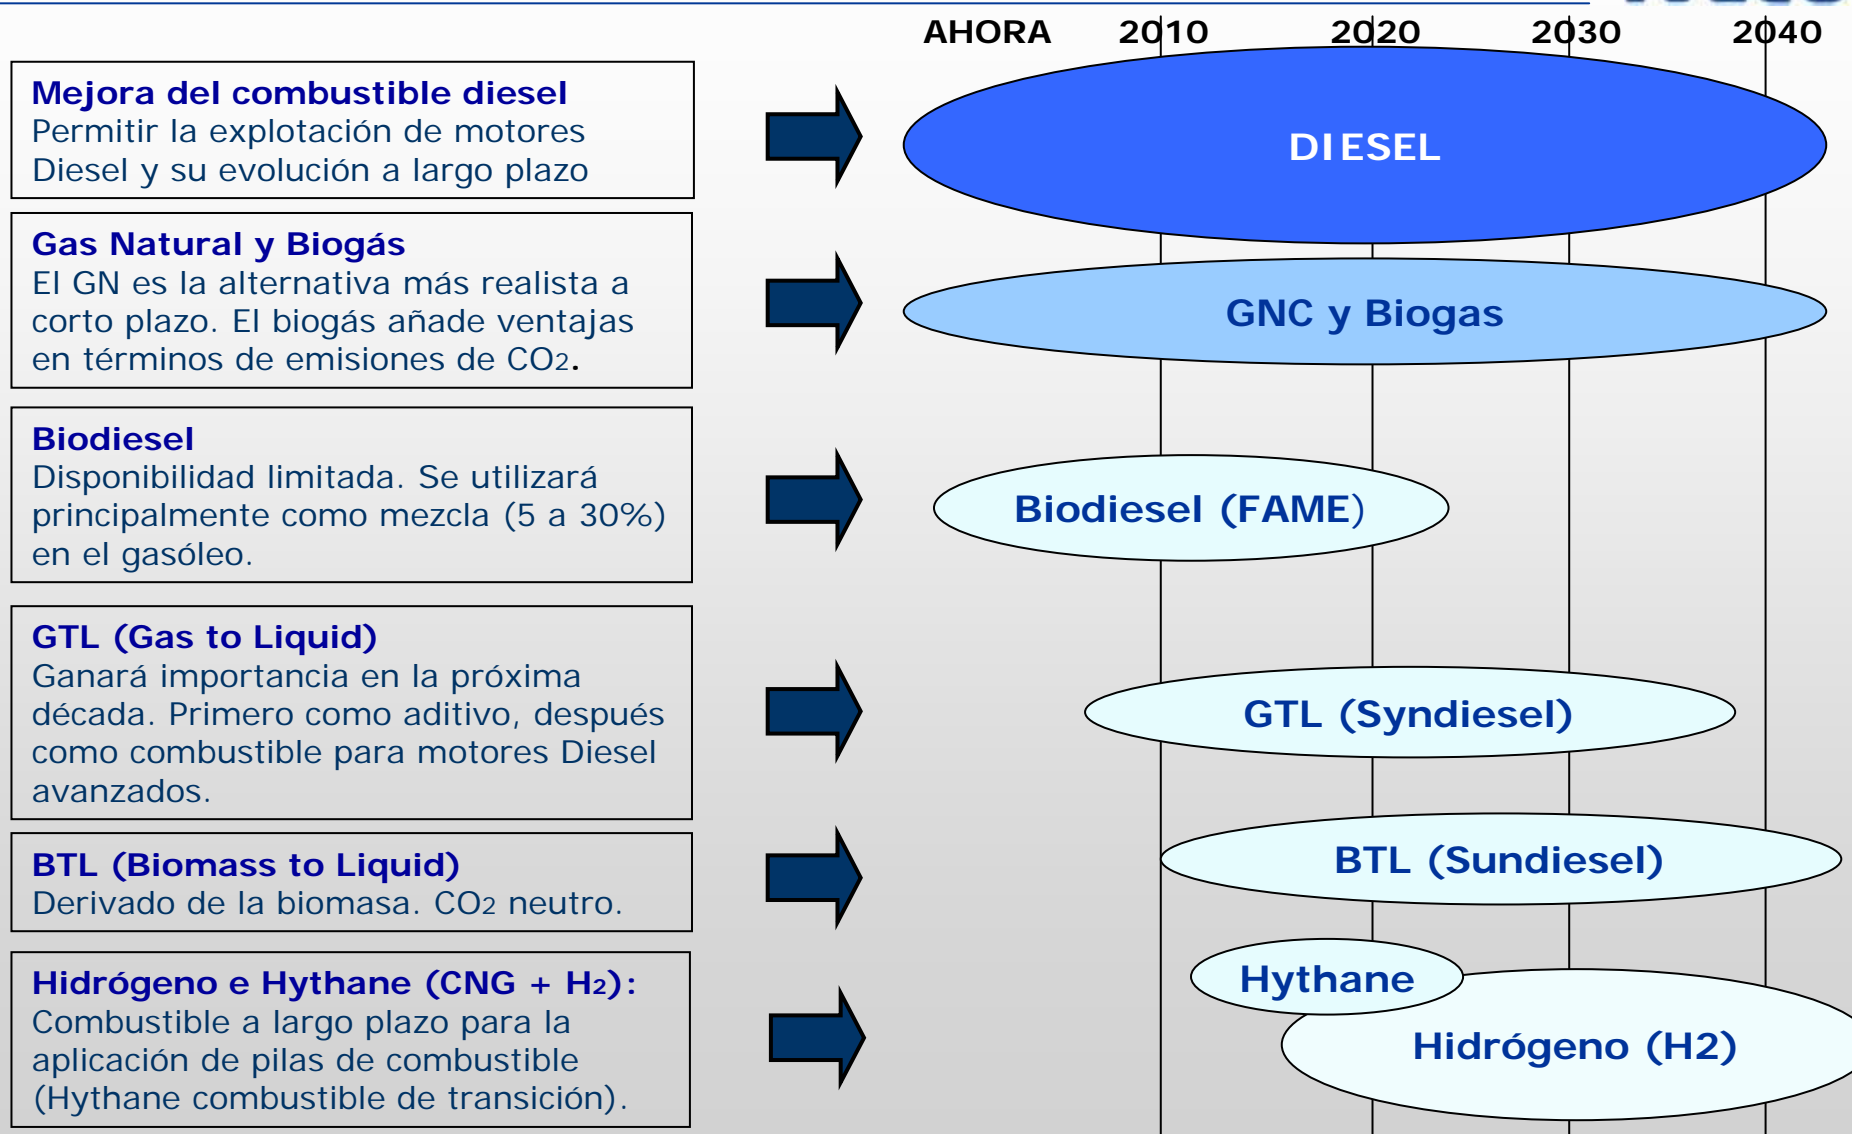 AHORA 2010 2020 2030 2040
Mejora del combustible diesel
Permitir la explotación de motores
Diesel y su evolución a largo plazo
DIESEL
Gas Natural y Biogás
El GN es la alternativa más realista a
corto plazo. El biogás añade ventajas
en términos de emisiones de CO2.
GNC y Biogas
Biodiesel
Disponibilidad limitada. Se utilizará
principalmente como mezcla (5 a 30%)
en el gasóleo.
Biodiesel (FAME)
GTL (Gas to Liquid)
Ganará importancia en la próxima
década. Primero como aditivo, después
como combustible para motores Diesel
avanzados.
GTL (Syndiesel)
BTL (Biomass to Liquid)
Derivado de la biomasa. CO2 neutro.
BTL (Sundiesel)
Hidrógeno e Hythane (CNG + H2):
Combustible a largo plazo para la
aplicación de pilas de combustible
(Hythane combustible de transición).
Hythane
Hidrógeno (H2)